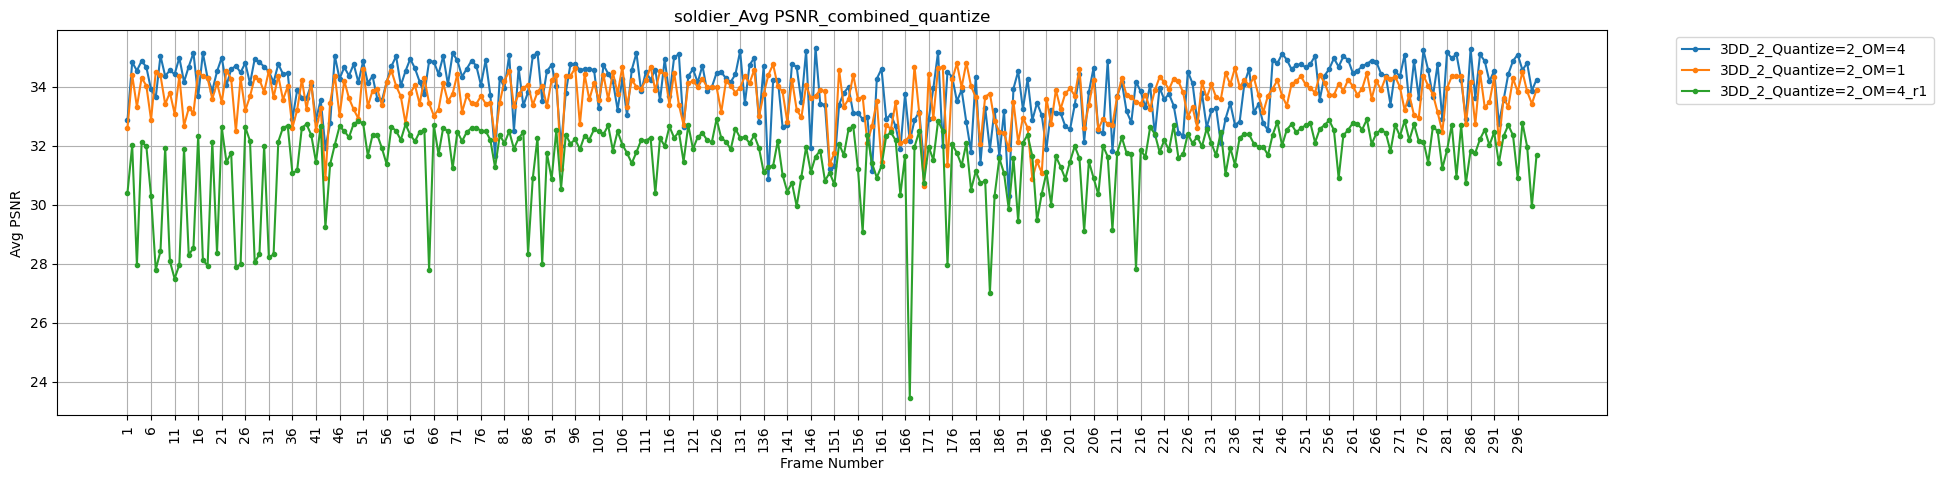 soldier_Avg PSNR_combined_quantize
3DD_2_Quantize=2_OM=4
3DD_2_Quantize=2_OM=1
3DD_2_Quantize=2_OM=4_r1
Avg PSNR
34
32
30
28
26
24
1 6 11 16 21 26 31 36 41 46 51 56 61 66 71 76 81 86 91 96 101 106 111 116 121 126 131 136 141 146 151 156 161 166 171 176 181 186 191 196 201 206 211 216 221 226 231 236 241 246 251 256 261 266 271 276 281 286 291 296
Frame Number